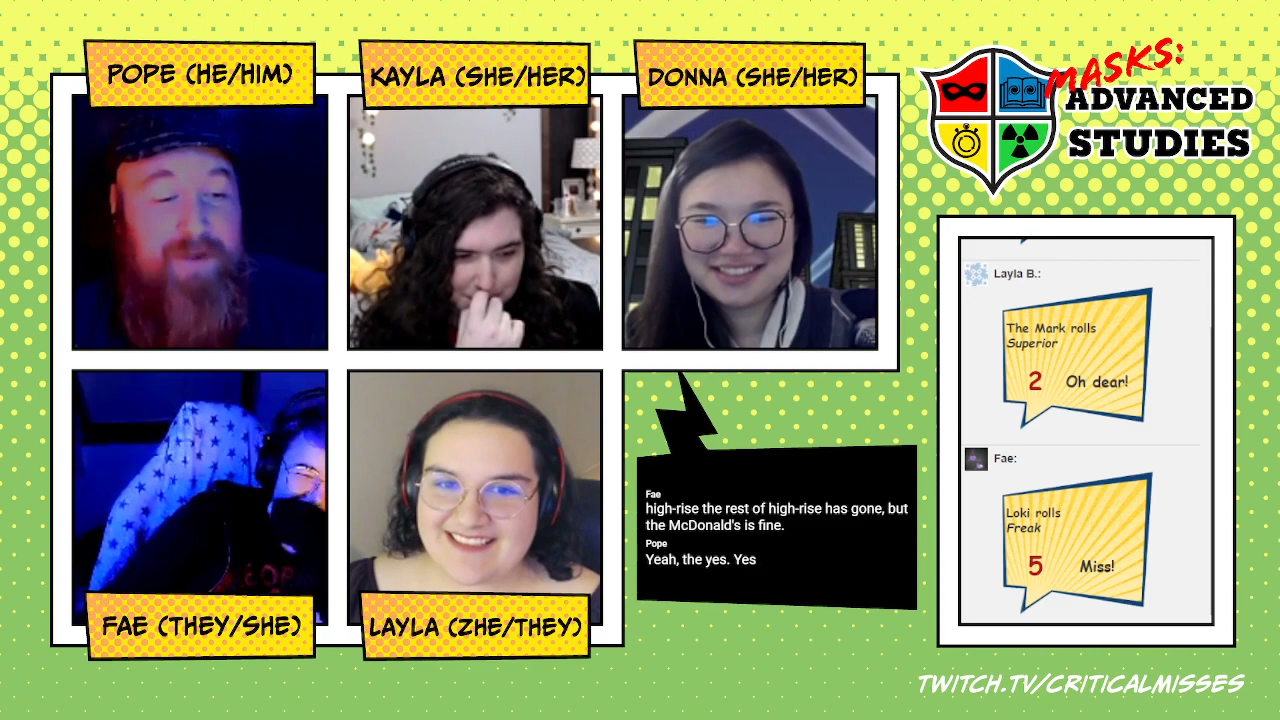 POPE (HE/HIM)
KAYLA (SHE/HER)
DONNA (SHE/HER)
MASKS:
ADVANCED
STUDIES
Layla B.:
The Mark rolls
Superior
2 Oh dear!
Fae:
Loki rolls
Freak
5 Miss!
Fae
high-rise the rest of high-rise has gone, but
the McDonald's is fine.
Pope
Yeah, the yes. Yes
FAE (THEY/SHE)
LAYLA (ZHE/THEY)
TWITCH.TV/CRITICALMISSES